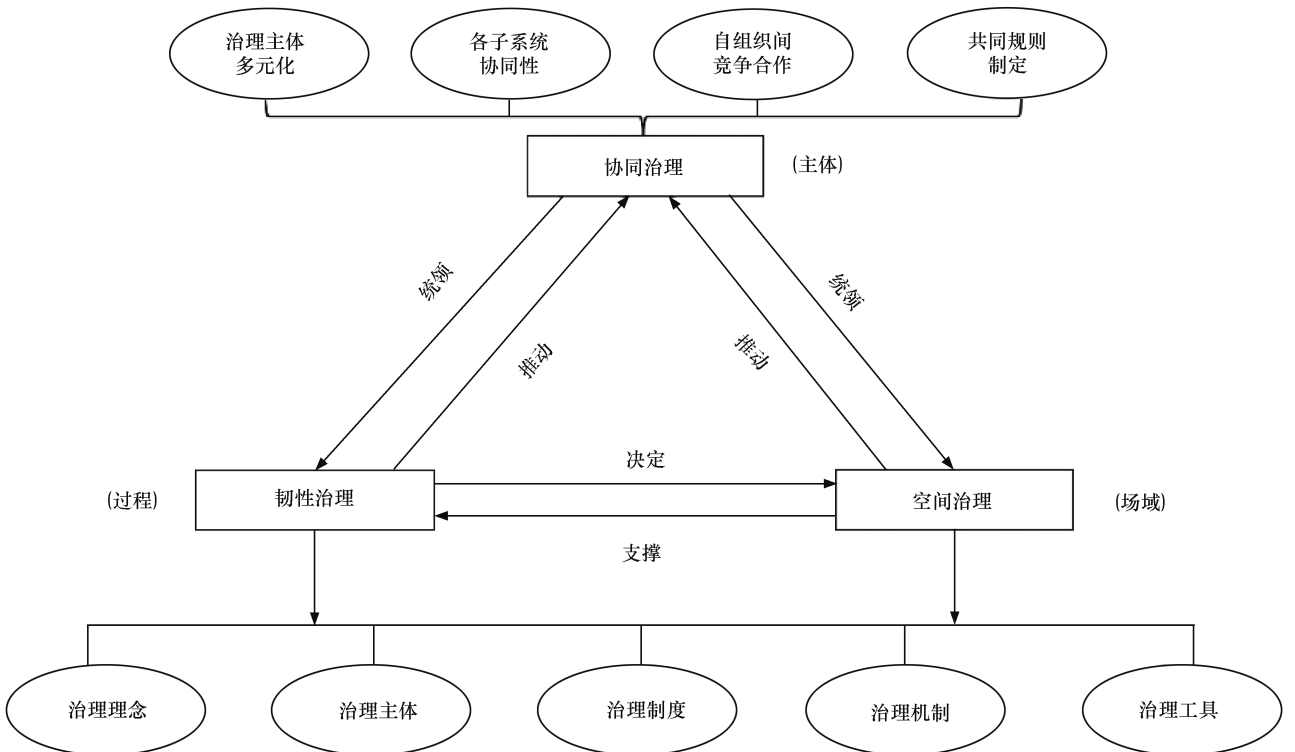 治理主体
多元化
各子系统
协同性
自组织间
竞争合作
共同规则
制定
协同治理
(主体)
统领
推动
推动
统领
决定
(过程)
韧性治理
空间治理
(场域)
支撑
治理理念
治理主体
治理制度
治理机制
治理工具